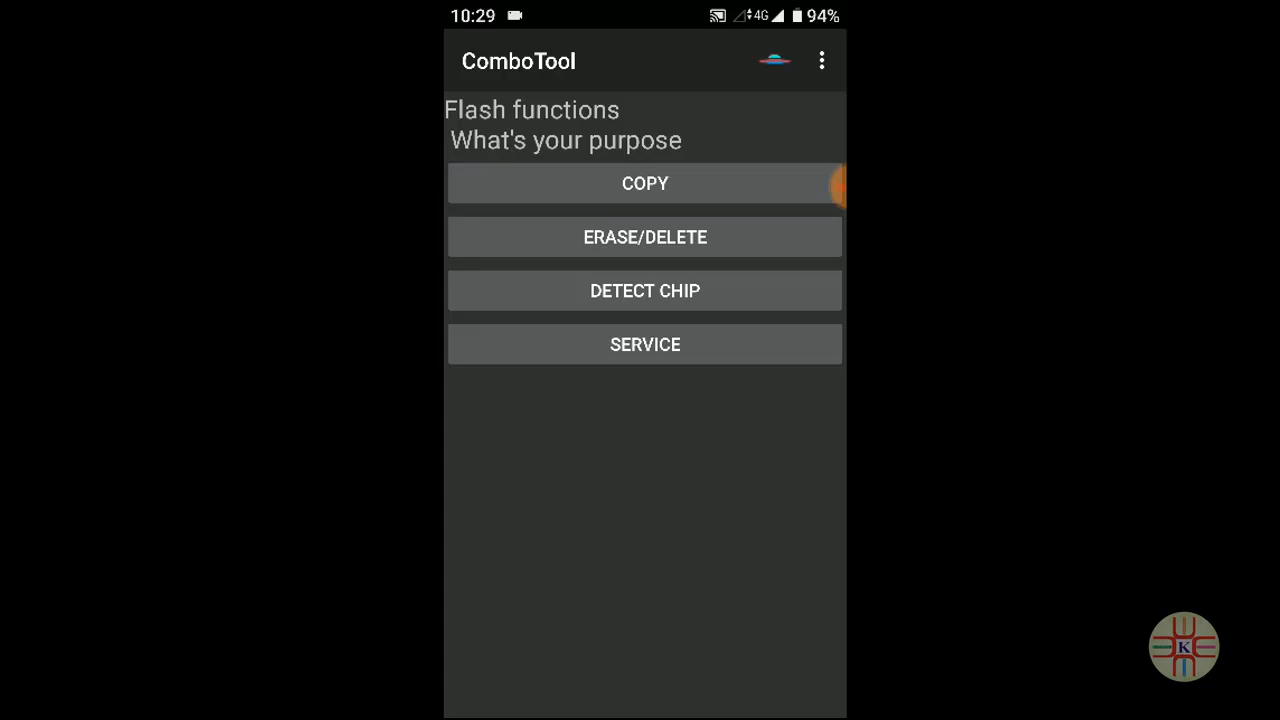 10:29 4G 94%
ComboTool
Flash functions
What's your purpose
COPY
ERASE/DELETE
DETECT CHIP
SERVICE
K